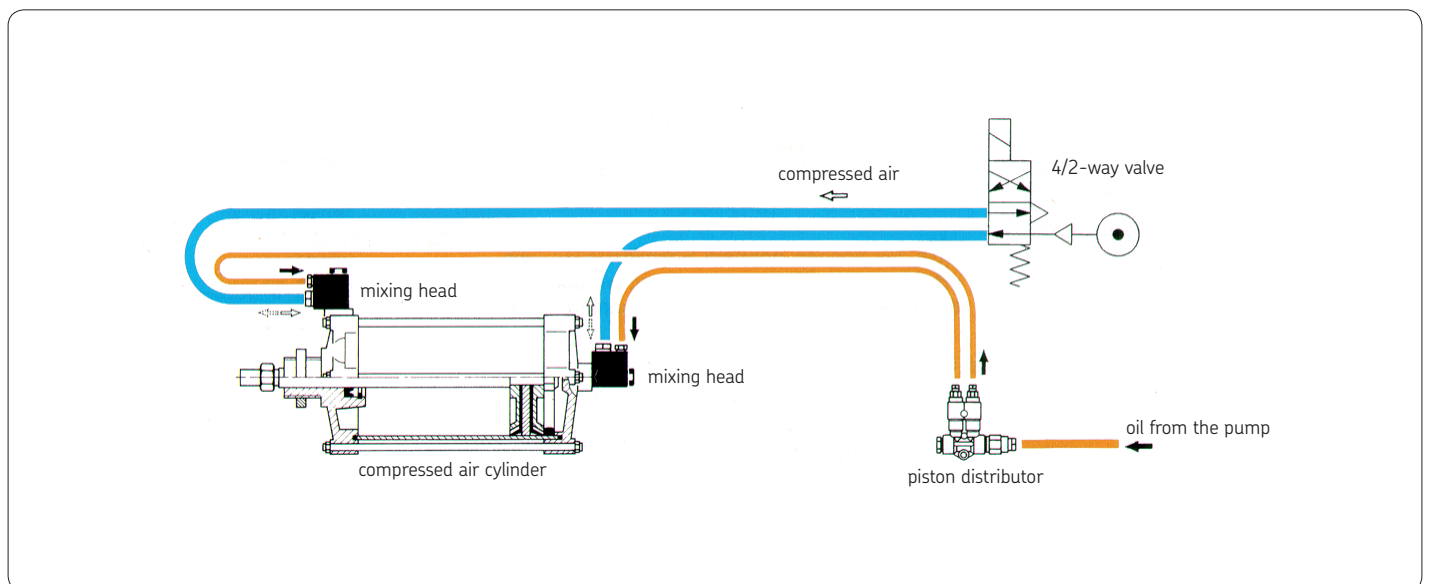 compressed air
4/2-way valve
mixing head
mixing head
oil from the pump
compressed air cylinder
piston distributor